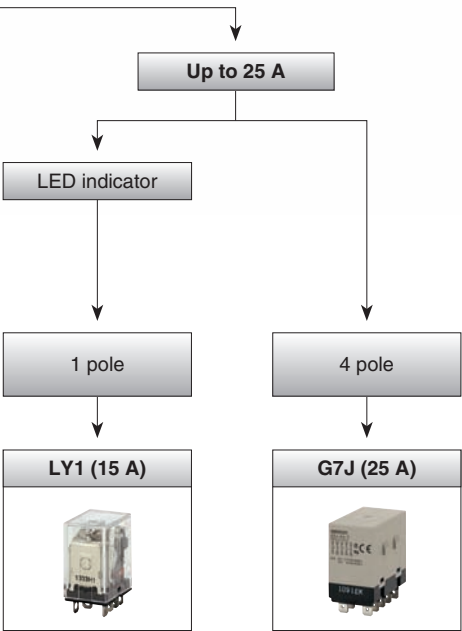 Up to 25 A
LED indicator
1 pole
4 pole
LY1 (15 A)
G7J (25 A)